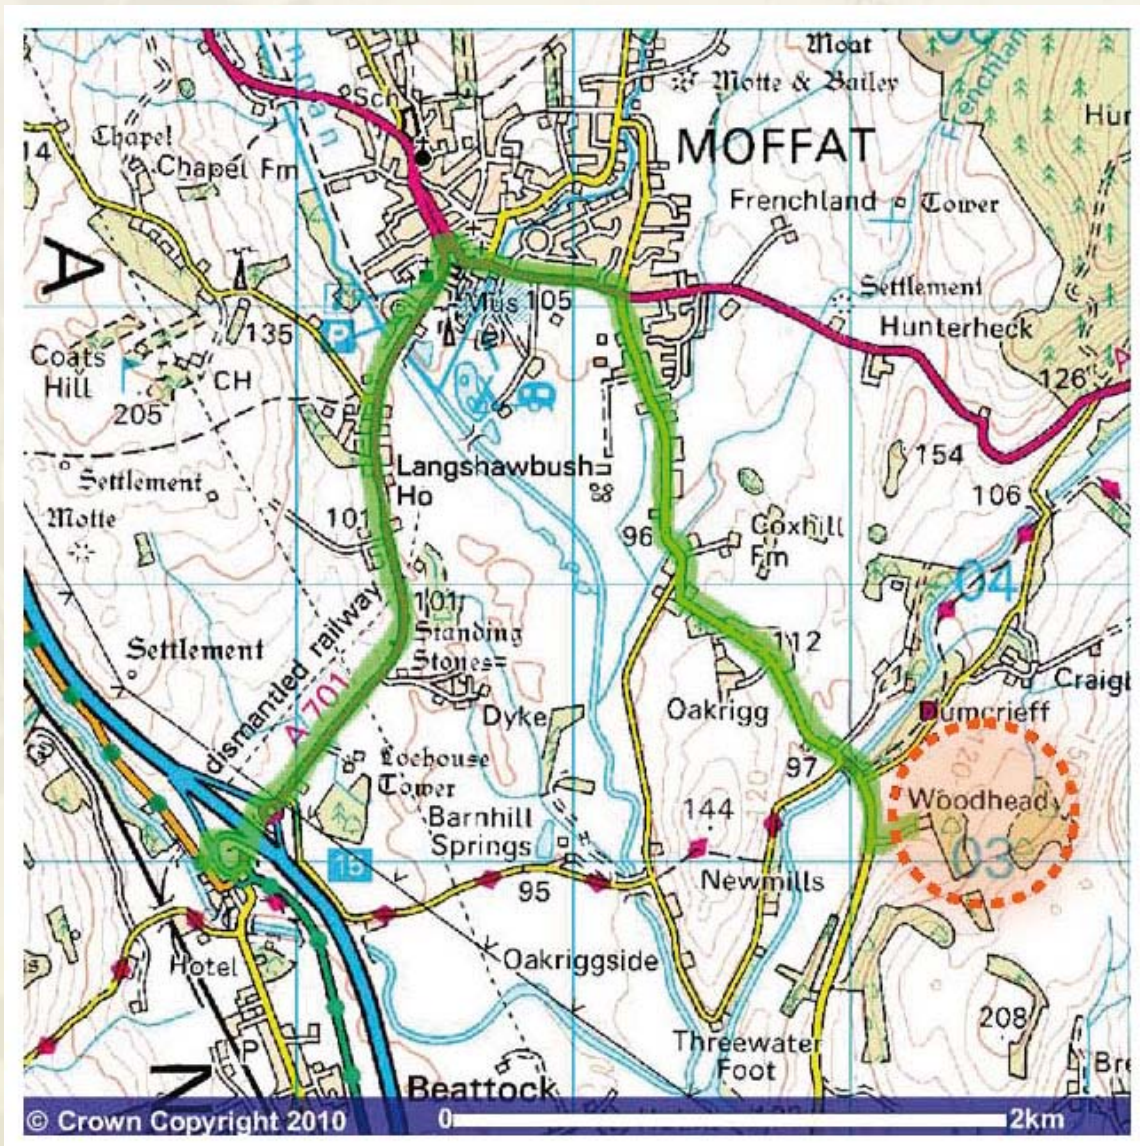 Moat
Motte & Bailey
Sch
Chapel
14
Chapel Fm
MOFFAT
Frenchland
Tower
A
Settlement
Mus
105
135
Hunterheck
P
Coats
Hill
CH
205
126
Langshawbush
Ho
154
Settlement
106
Motte
101
96
Coxhill
Fm
04
101
Standing
Stones
Settlement
112
dismantled railway
A 701
Oakrigg
Dyke
Dumcrieff
Lochouse
Tower
97
120
Woodhead
144
Barnhill
Springs
15
03
95
Newmills
Hotel
Oakriggside
208
Threewater
Foot
P
N
Beattock
© Crown Copyright 2010
0
2km